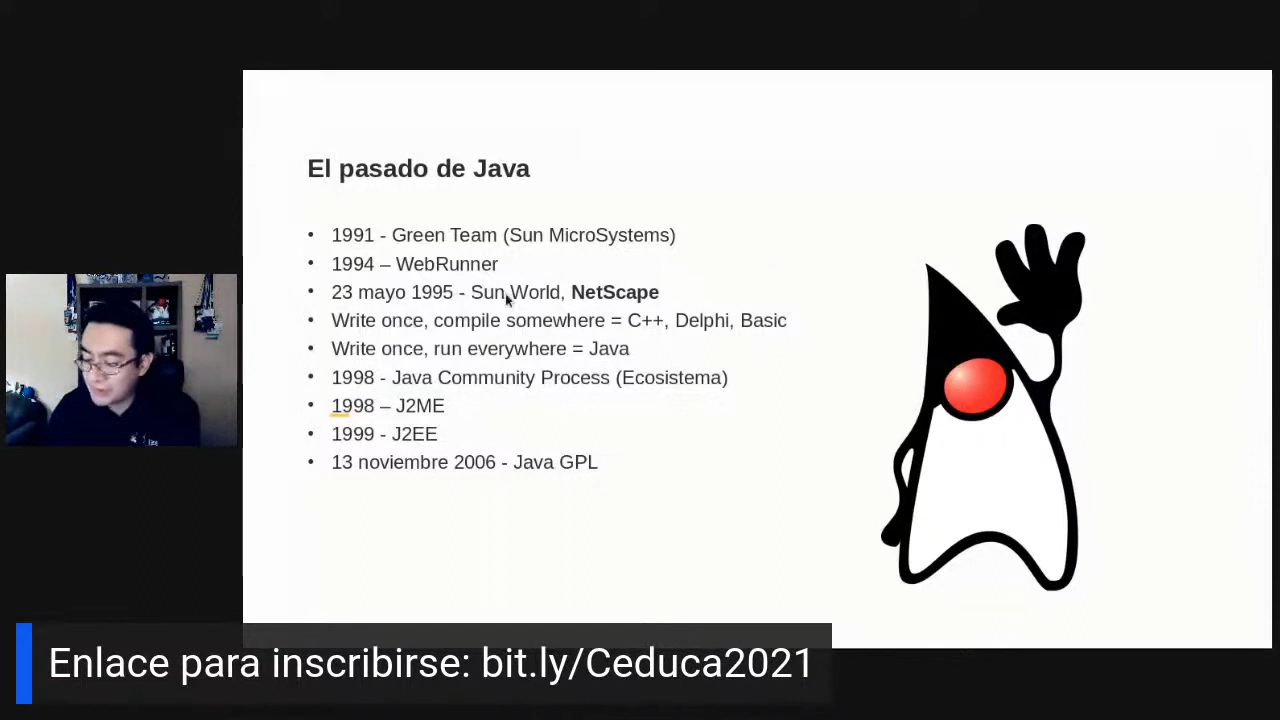 El pasado de Java
• 1991 - Green Team (Sun MicroSystems)
• 1994 – WebRunner
• 23 mayo 1995 - Sun World, NetScape
• Write once, compile somewhere = C++, Delphi, Basic
• Write once, run everywhere = Java
• 1998 - Java Community Process (Ecosistema)
• 1998 – J2ME
• 1999 - J2EE
• 13 noviembre 2006 - Java GPL
Enlace para inscribirse: bit.ly/Ceduca2021